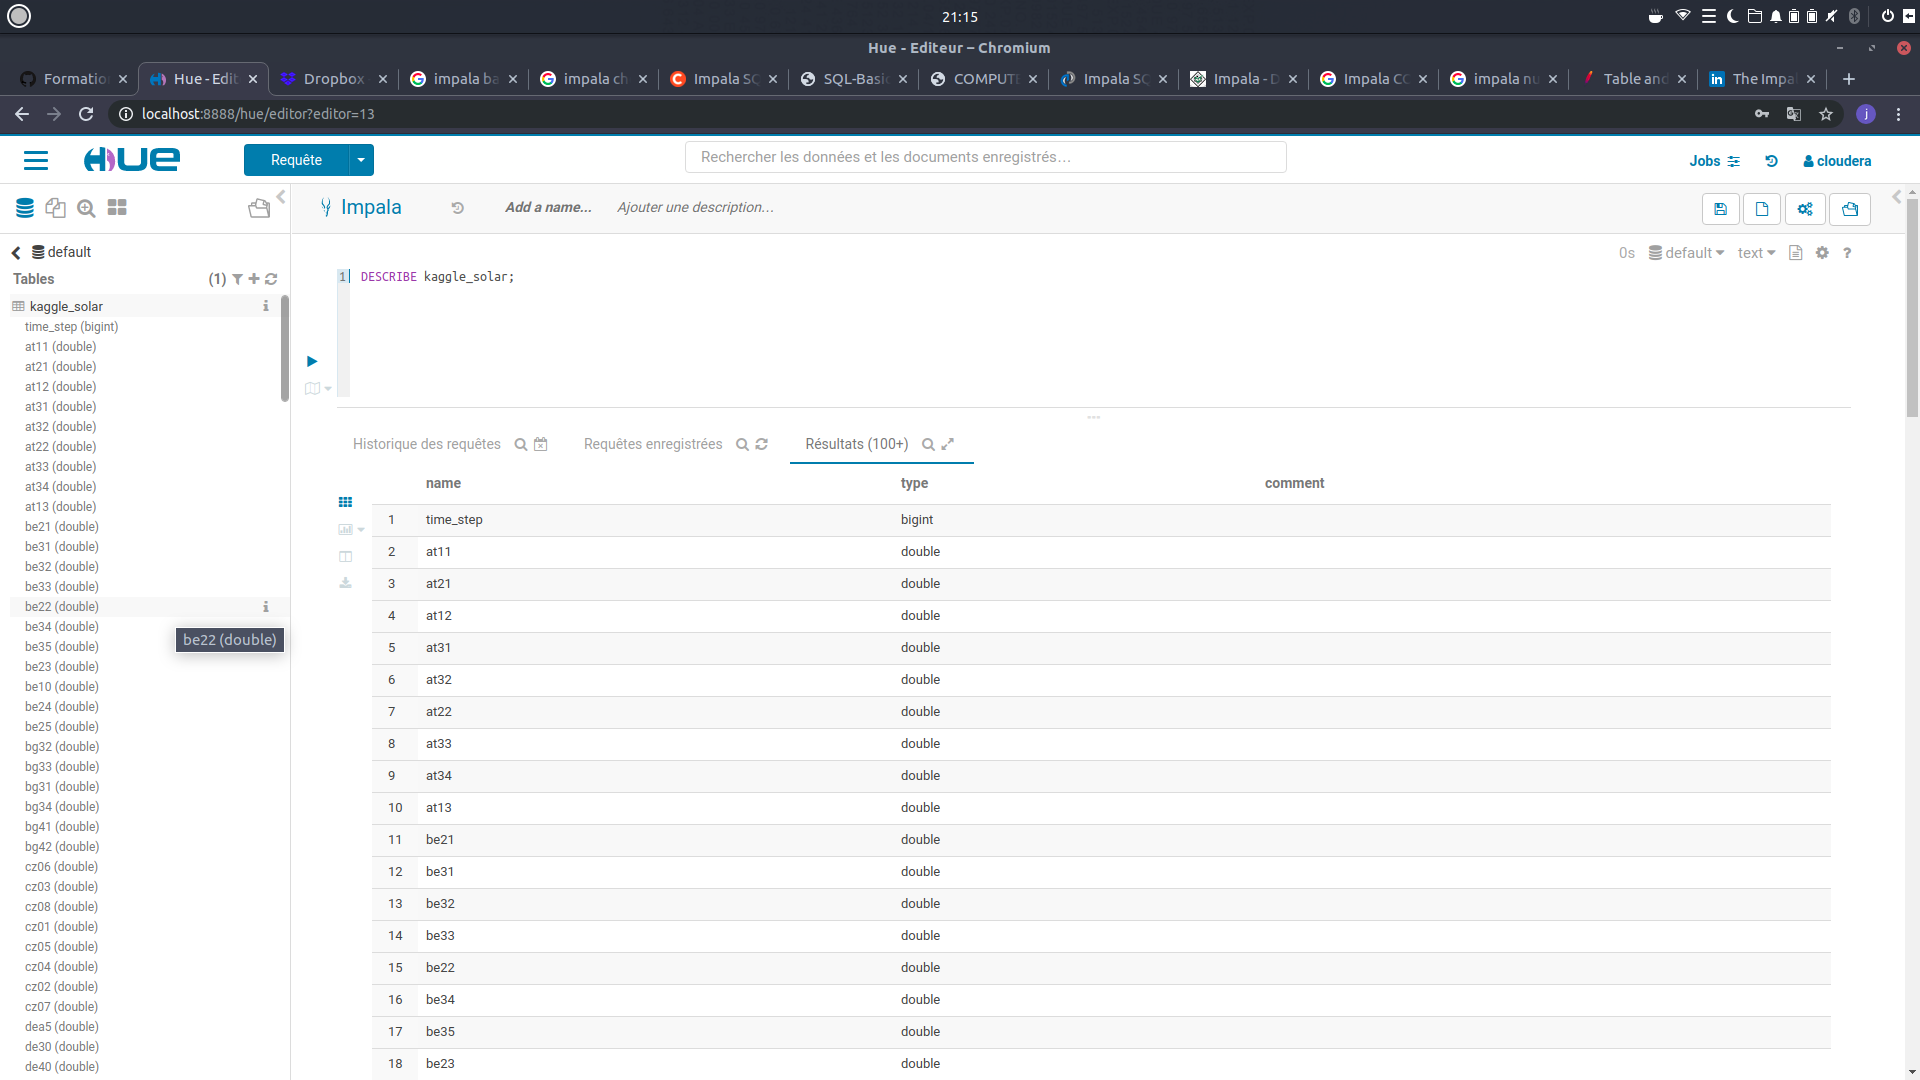 21:15
Hue - Editeur – Chromium
Formatio
Hue - Edit
Dropbox
impala ba
impala ch
Impala SQ
SQL-Basic
COMPUTE
Impala SQ
Impala - D
Impala CO
impala nu
Table and
The Impal
localhost:8888/hue/editor?editor=13
j
HUE
Requête
Rechercher les données et les documents enregistrés...
Jobs
cloudera
Impala
Add a name...
Ajouter une description...
default
Tables
(1)
kaggle_solar
time_step (bigint)
at11 (double)
at21 (double)
at12 (double)
at31 (double)
at32 (double)
at22 (double)
at33 (double)
at34 (double)
at13 (double)
be21 (double)
be31 (double)
be32 (double)
be33 (double)
be22 (double)
be34 (double)
be22 (double)
be35 (double)
be23 (double)
be10 (double)
be24 (double)
be25 (double)
bg32 (double)
bg33 (double)
bg31 (double)
bg34 (double)
bg41 (double)
bg42 (double)
cz06 (double)
cz03 (double)
cz08 (double)
cz01 (double)
cz05 (double)
cz04 (double)
cz02 (double)
cz07 (double)
dea5 (double)
de30 (double)
de40 (double)
0s
default
text
?
1
DESCRIBE kaggle_solar;
Historique des requêtes
Requêtes enregistrées
Résultats (100+)
name type comment
1 time_step bigint
2 at11 double
3 at21 double
4 at12 double
5 at31 double
6 at32 double
7 at22 double
8 at33 double
9 at34 double
10 at13 double
11 be21 double
12 be31 double
13 be32 double
14 be33 double
15 be22 double
16 be34 double
17 be35 double
18 be23 double